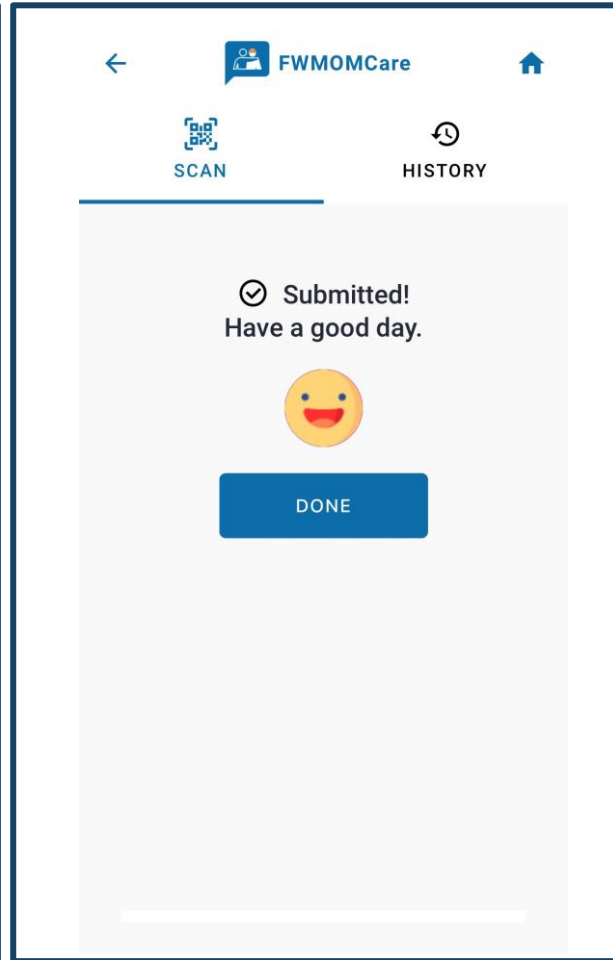 FWMOMCare
SCAN
HISTORY
Submitted!
Have a good day.
DONE